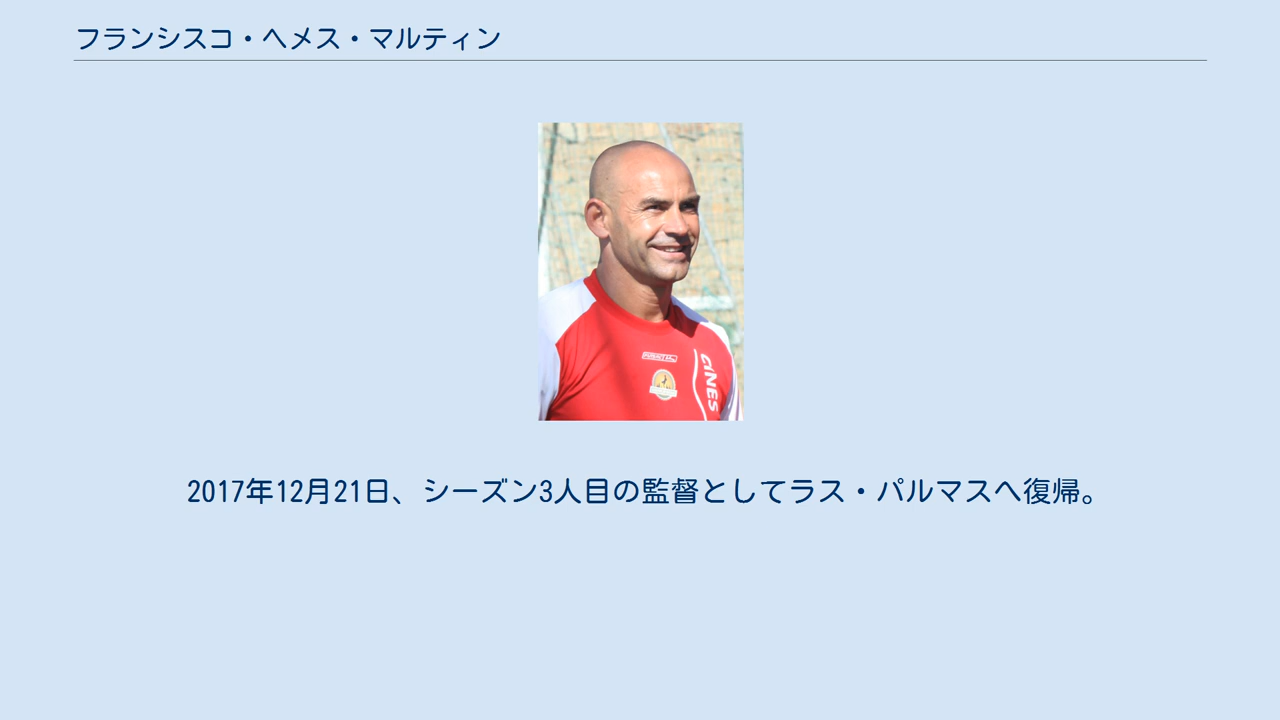 フランシスコ・ヘメス・マルティン
CINES
2017年12月21日、シーズン3人目の監督としてラス・パルマスへ復帰。